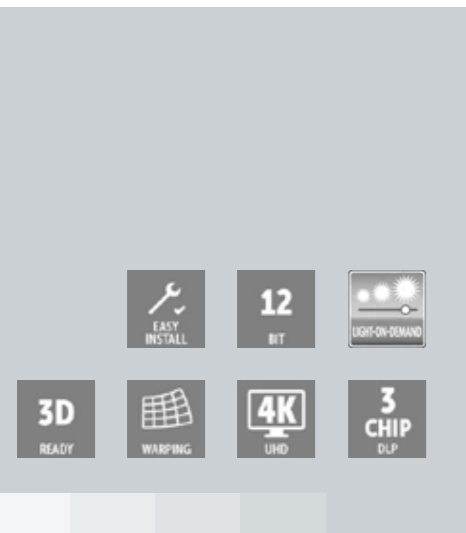 EASY
INSTALL
12
BIT
LIGHT-ON-DEMAND
3D
READY
WARPING
4K
UHD
3
CHIP
DLP